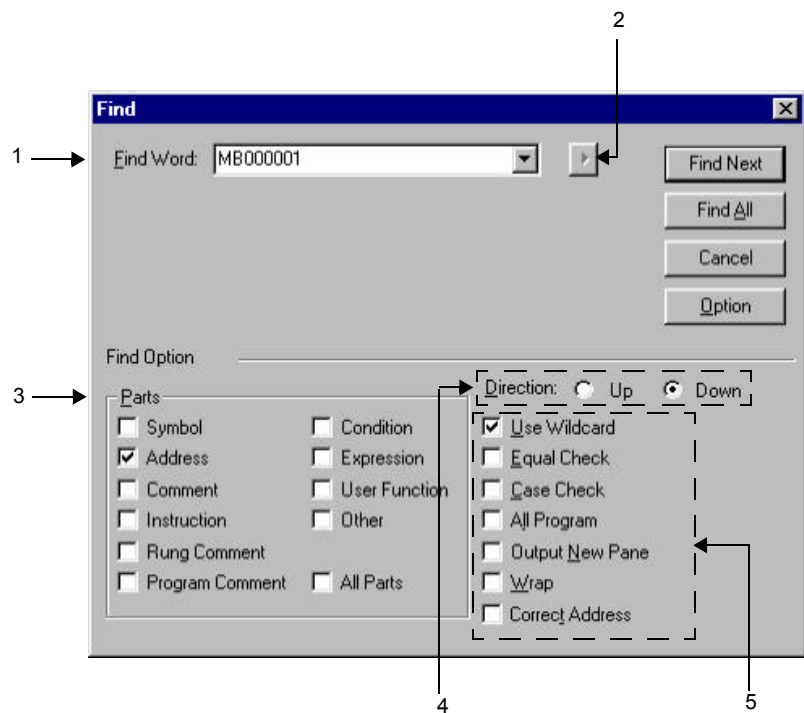 2
Find
1
Find Word: MB000001
Find Next
Find All
Cancel
Option
Find Option
3
4
Direction: Up Down
Parts
Symbol
Address
Comment
Instruction
Rung Comment
Program Comment
Condition
Expression
User Function
Other
All Parts
Use Wildcard
Equal Check
Case Check
All Program
Output New Pane
Wrap
Correct Address
4
5